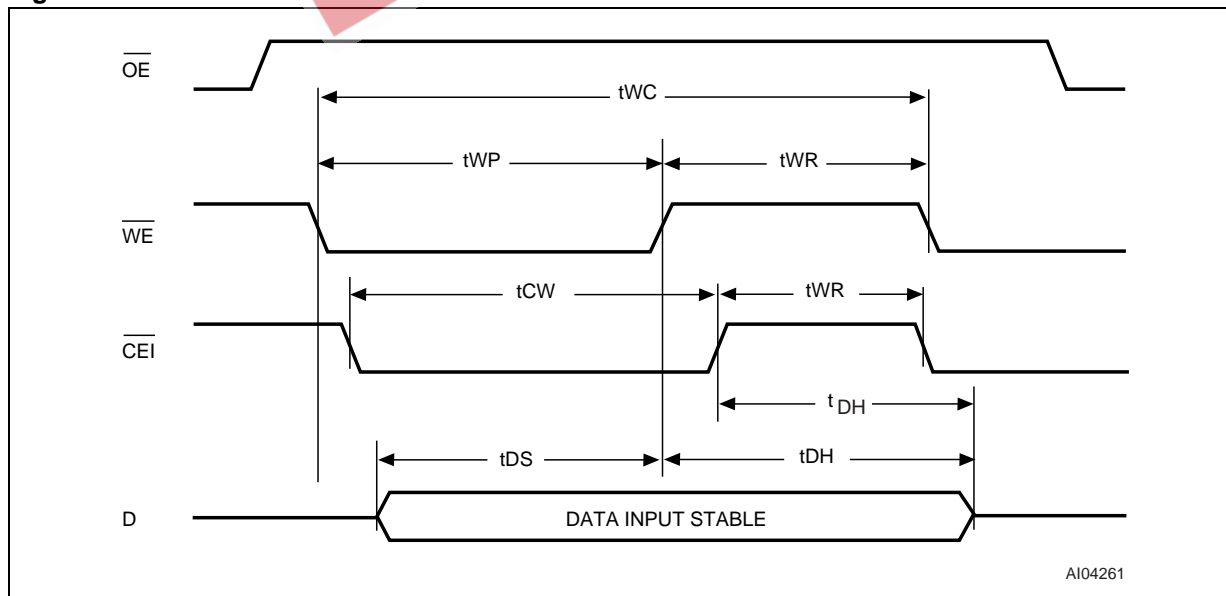 OE
tWC
tWP
tWR
WE
tCW
tWR
CEI
t DH
tDS
tDH
D
DATA INPUT STABLE
AI04261